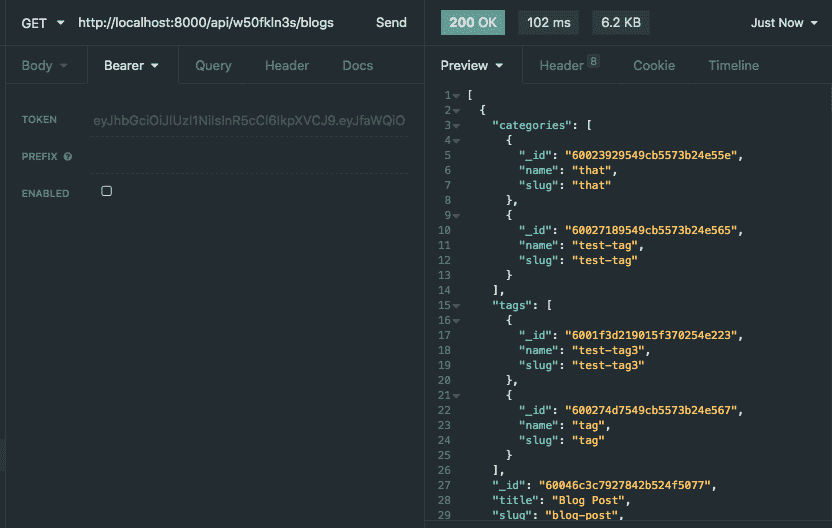 GET http://localhost:8000/api/w50fkln3s/blogs Send
Body Bearer Query Header Docs
TOKEN eyJhbGciOiJIUzI1NiIsInR5cCI6IkpXVCJ9.eyJfaWQiO
PREFIX
ENABLED
200 OK 102 ms 6.2 KB Just Now
Preview Header 8 Cookie Timeline
1 [
2 {
3 "categories": [
4 {
5 "_id": "60023929549cb5573b24e55e",
6 "name": "that",
7 "slug": "that"
8 },
9 {
10 "_id": "60027189549cb5573b24e565",
11 "name": "test-tag",
12 "slug": "test-tag"
13 }
14 ],
15 "tags": [
16 {
17 "_id": "6001f3d219015f370254e223",
18 "name": "test-tag3",
19 "slug": "test-tag3"
20 },
21 {
22 "_id": "600274d7549cb5573b24e567",
23 "name": "tag",
24 "slug": "tag"
25 }
26 ],
27 "_id": "60046c3c7927842b524f5077",
28 "title": "Blog Post",
29 "slug": "blog-post",